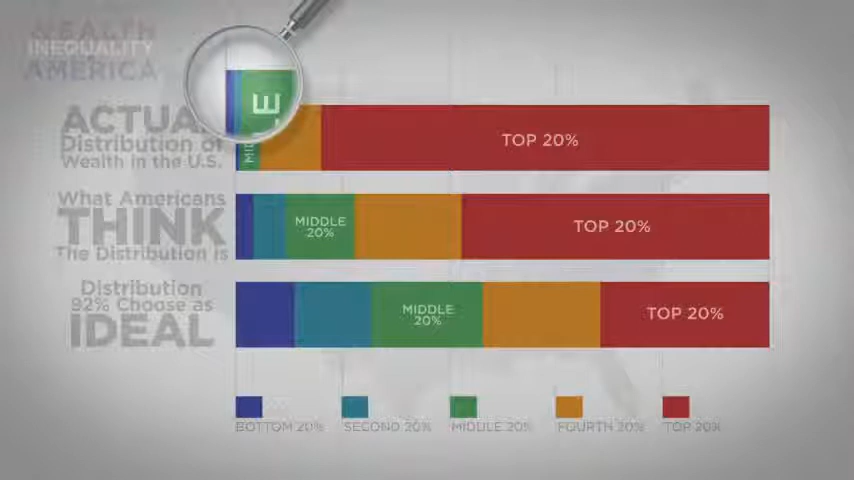 WEALTH
INEQUALITY
AMERICA
ACTUAL
Distribution of
Wealth in the U.S.
TOP 20%
What Americans
THINK
The Distribution is
MIDDLE
20%
TOP 20%
Distribution
92% Choose as
IDEAL
MIDDLE
20%
TOP 20%
BOTTOM 20%
SECOND 20%
MIDDLE 20%
FOURTH 20%
TOP 20%